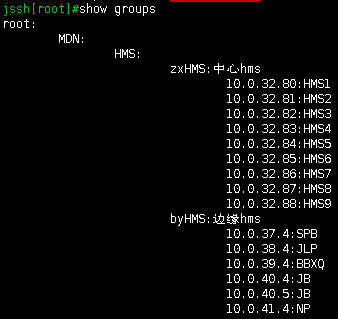 jssh[root]#show groups
root:
MDN:
HMS:
zxHMS:中心hms
10.0.32.80:HMS1
10.0.32.81:HMS2
10.0.32.82:HMS3
10.0.32.83:HMS4
10.0.32.84:HMS5
10.0.32.85:HMS6
10.0.32.86:HMS7
10.0.32.87:HMS8
10.0.32.88:HMS9
byHMS:边缘hms
10.0.37.4:SPB
10.0.38.4:JLP
10.0.39.4:BBXQ
10.0.40.4:JB
10.0.40.5:JB
10.0.41.4:NP